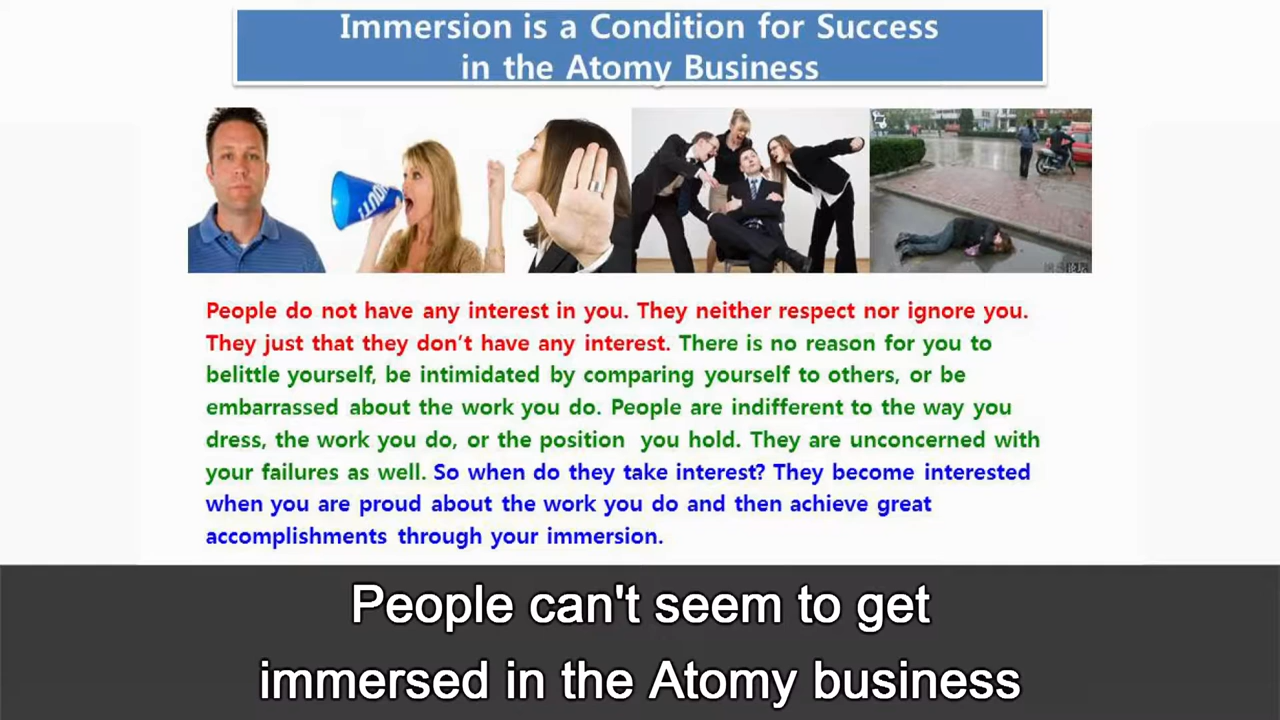 Immersion is a Condition for Success
in the Atomy Business
People do not have any interest in you. They neither respect nor ignore you.
They just that they don’t have any interest. There is no reason for you to
belittle yourself, be intimidated by comparing yourself to others, or be
embarrassed about the work you do. People are indifferent to the way you
dress, the work you do, or the position you hold. They are unconcerned with
your failures as well. So when do they take interest? They become interested
when you are proud about the work you do and then achieve great
accomplishments through your immersion.
People can't seem to get
immersed in the Atomy business